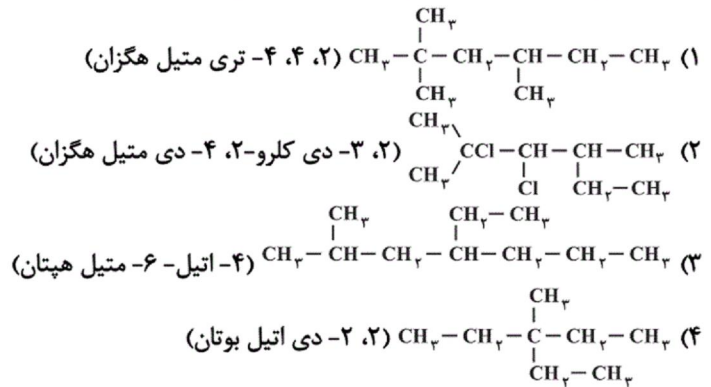 CH۳
۱) CH۳−C−CH۲−CH−CH۲−CH۳ (۲، ۴، ۴- تری متیل هگزان)
CH۳ CH۳
CH۳
۲) CCl−CH−CH−CH۳ (۲، ۳- دی کلرو-۲، ۴- دی متیل هگزان)
CH۳ Cl CH۲−CH۳
CH۳ CH۲−CH۳
۳) CH۳−CH−CH۲−CH−CH۲−CH۲−CH۳ (۴- اتیل- ۶- متیل هپتان)
CH۳
۴) CH۳−CH۲−C−CH۲−CH۳ (۲، ۲- دی اتیل بوتان)
CH۲−CH۳